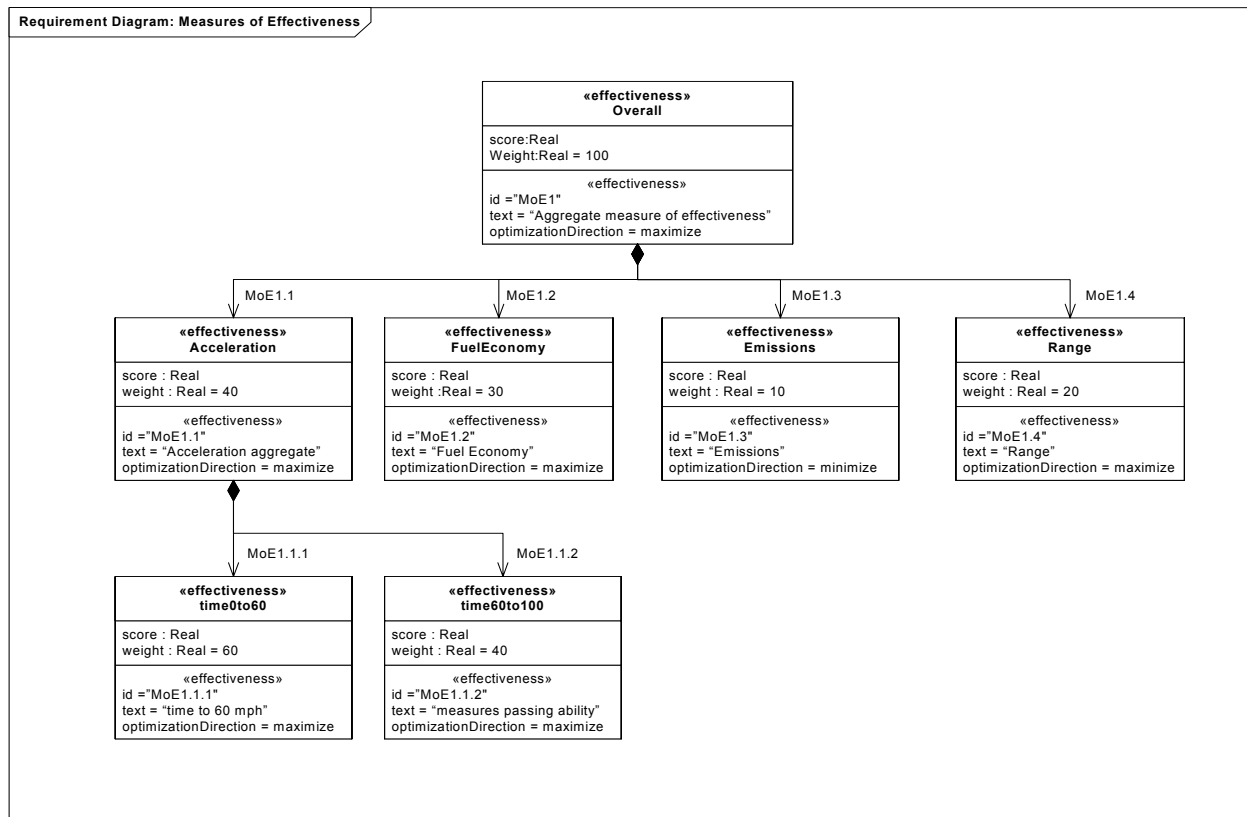 Requirement Diagram: Measures of Effectiveness
«effectiveness»
Overall
score:Real
Weight:Real = 100
«effectiveness»
id ="MoE1"
text = “Aggregate measure of effectiveness”
optimizationDirection = maximize
MoE1.1
MoE1.2
MoE1.3
MoE1.4
«effectiveness»
Acceleration
score : Real
weight : Real = 40
«effectiveness»
id ="MoE1.1"
text = “Acceleration aggregate”
optimizationDirection = maximize
«effectiveness»
FuelEconomy
score : Real
weight :Real = 30
«effectiveness»
id ="MoE1.2"
text = “Fuel Economy”
optimizationDirection = maximize
«effectiveness»
Emissions
score : Real
weight : Real = 10
«effectiveness»
id ="MoE1.3"
text = “Emissions”
optimizationDirection = minimize
«effectiveness»
Range
score : Real
weight : Real = 20
«effectiveness»
id ="MoE1.4"
text = “Range”
optimizationDirection = maximize
MoE1.1.1
MoE1.1.2
«effectiveness»
time0to60
score : Real
weight : Real = 60
«effectiveness»
id ="MoE1.1.1"
text = “time to 60 mph”
optimizationDirection = maximize
«effectiveness»
time60to100
score : Real
weight : Real = 40
«effectiveness»
id ="MoE1.1.2"
text = “measures passing ability”
optimizationDirection = maximize